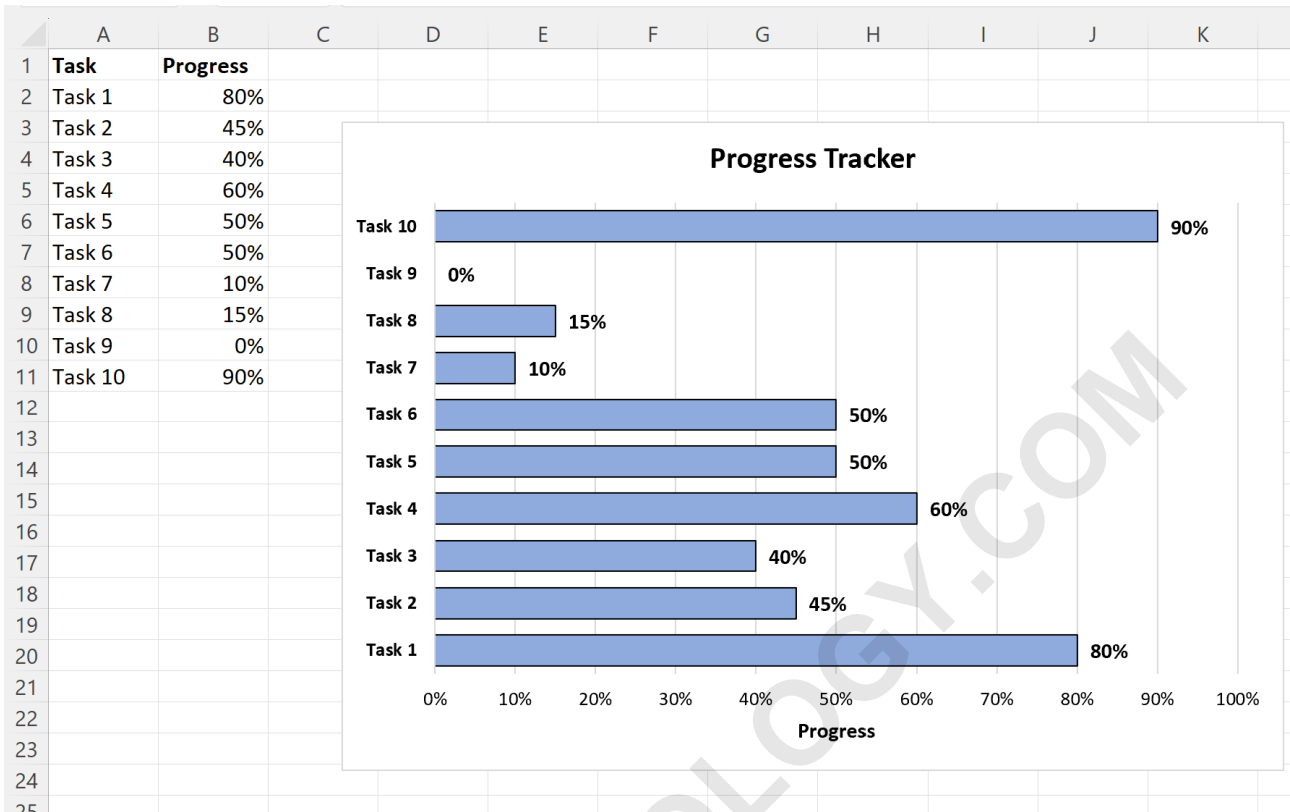 A B C D E F G H I J K
1 Task Progress
2 Task 1 80%
3 Task 2 45%
4 Task 3 40%
5 Task 4 60%
6 Task 5 50%
7 Task 6 50%
8 Task 7 10%
9 Task 8 15%
10 Task 9 0%
11 Task 10 90%
12
13
14
15
16
17
18
19
20
21
22
23
24
25
Progress Tracker
Task 10 90%
Task 9 0%
Task 8 15%
Task 7 10%
Task 6 50%
Task 5 50%
Task 4 60%
Task 3 40%
Task 2 45%
Task 1 80%
0% 10% 20% 30% 40% 50% 60% 70% 80% 90% 100%
Progress
OLOGY.COM